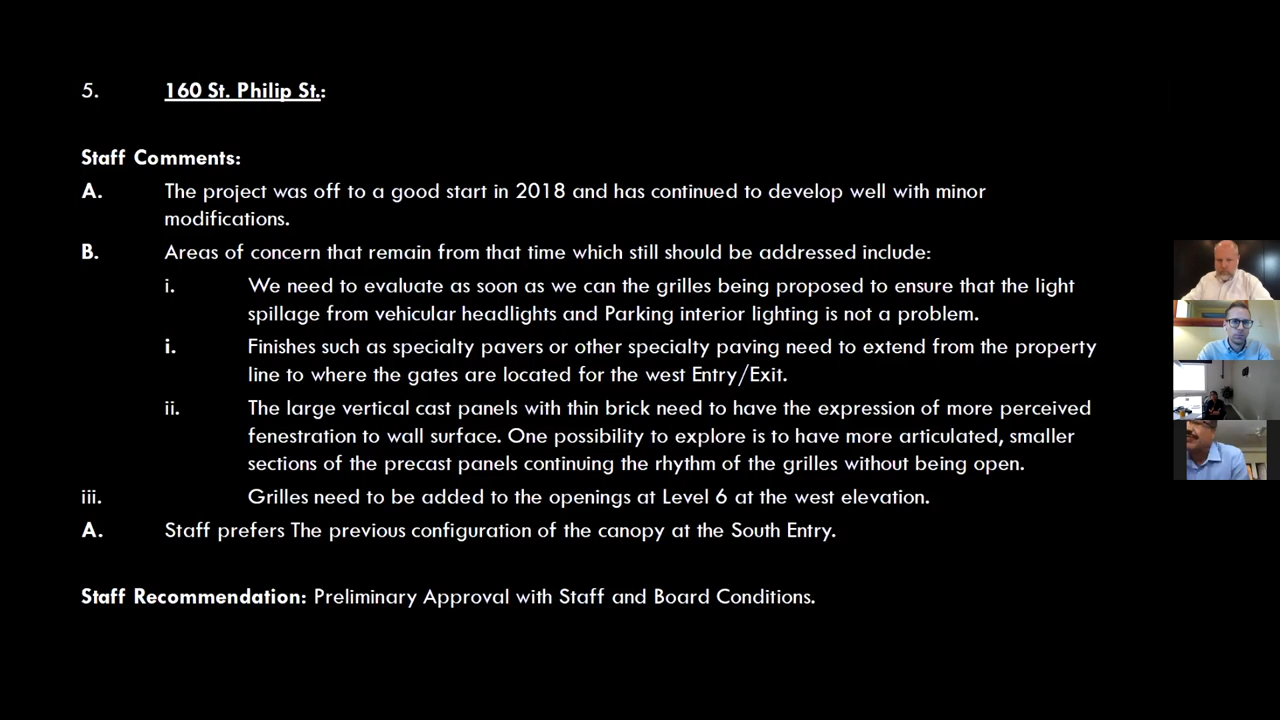 5. 160 St. Philip St.:
Staff Comments:
A. The project was off to a good start in 2018 and has continued to develop well with minor
modifications.
B. Areas of concern that remain from that time which still should be addressed include:
i. We need to evaluate as soon as we can the grilles being proposed to ensure that the light
spillage from vehicular headlights and Parking interior lighting is not a problem.
i. Finishes such as specialty pavers or other specialty paving need to extend from the property
line to where the gates are located for the west Entry/Exit.
ii. The large vertical cast panels with thin brick need to have the expression of more perceived
fenestration to wall surface. One possibility to explore is to have more articulated, smaller
sections of the precast panels continuing the rhythm of the grilles without being open.
iii. Grilles need to be added to the openings at Level 6 at the west elevation.
A. Staff prefers The previous configuration of the canopy at the South Entry.
Staff Recommendation: Preliminary Approval with Staff and Board Conditions.